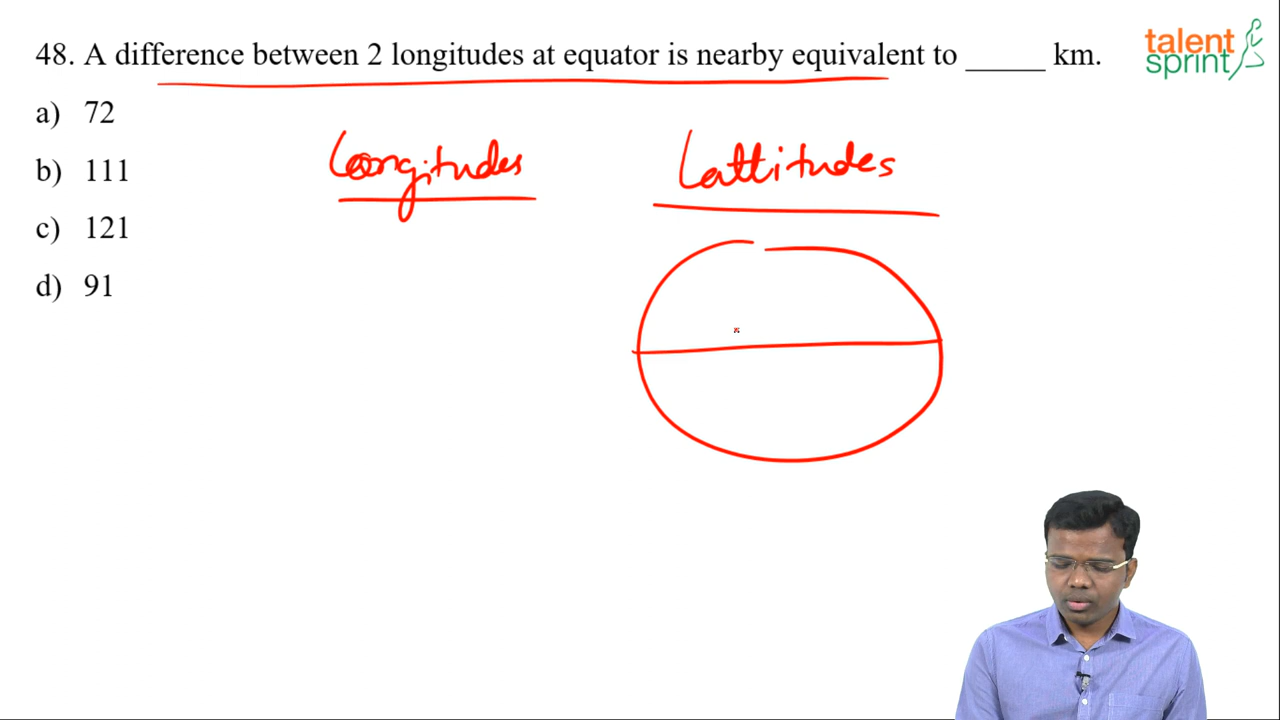 48. A difference between 2 longitudes at equator is nearby equivalent to _____ km.
talent
sprint
a) 72
b) 111
c) 121
d) 91
Longitudes
Lattitudes